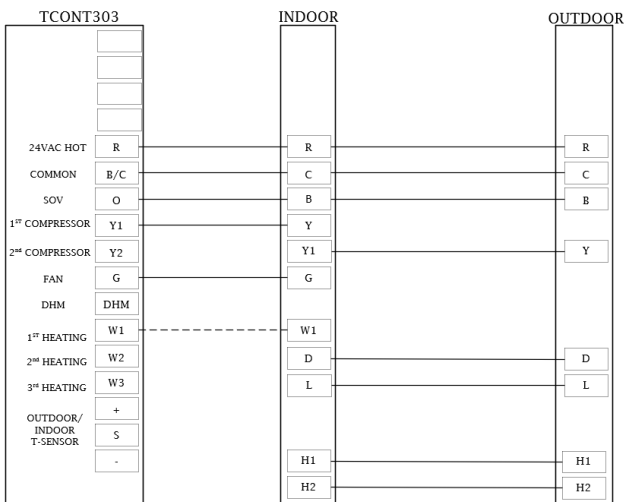 TCONT303
INDOOR
OUTDOOR
24VAC HOT R R R
COMMON B/C C C
SOV O B B
1ST COMPRESSOR Y1 Y
2nd COMPRESSOR Y2 Y1 Y
FAN G G
DHM DHM
1ST HEATING W1 W1
2nd HEATING W2 D D
3rd HEATING W3 L L
OUTDOOR/
INDOOR
T-SENSOR
+
S
-
H1 H1
H2 H2